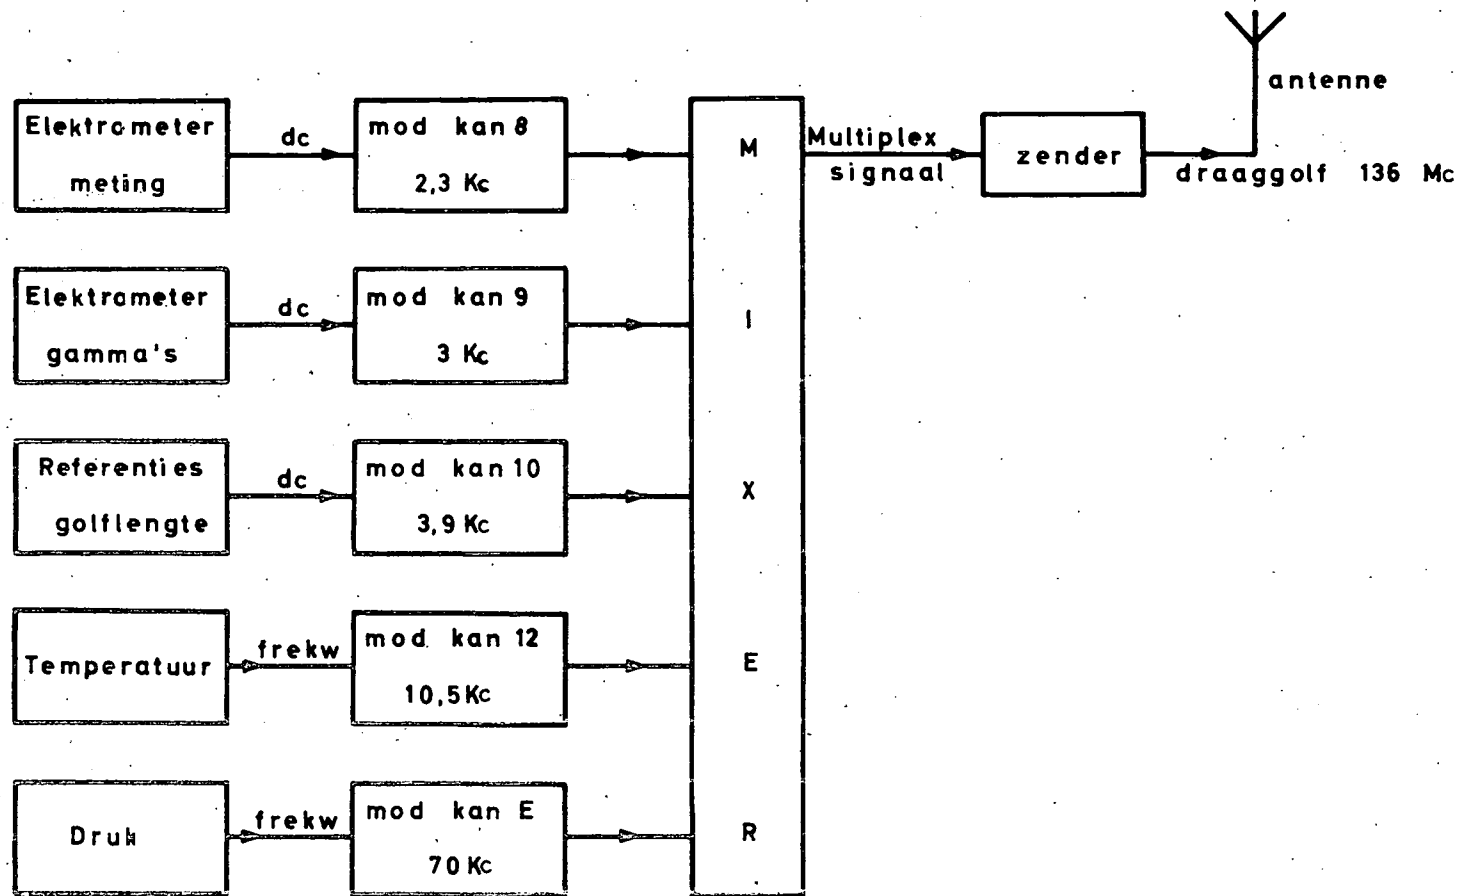 Elektrometer
meting
dc
mod kan 8
2,3 Kc
Multiplex
signaal
zender
antenne
draaggolf 136 Mc
Elektrometer
gamma's
dc
mod kan 9
3 Kc
Referenties
golflengte
dc
mod kan 10
3,9 Kc
Temperatuur
frekw
mod kan 12
10,5 Kc
Druk
frekw
mod kan E
70 Kc
M
I
X
E
R